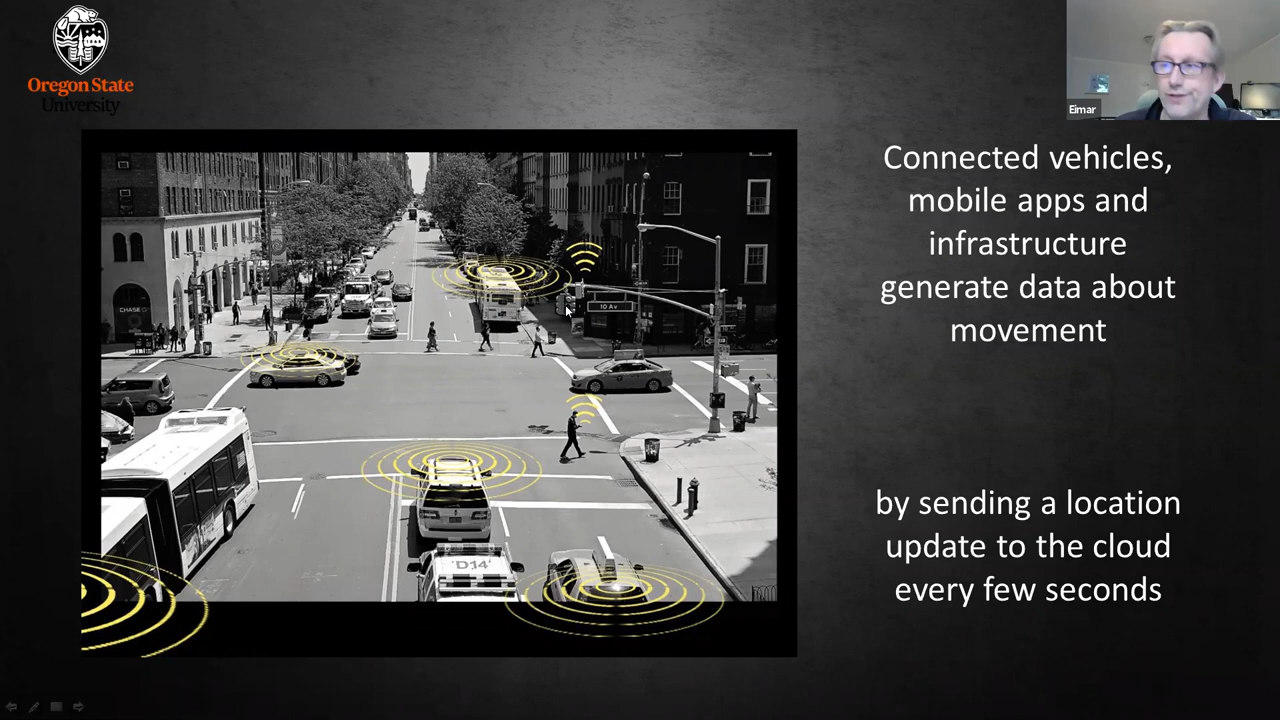 Oregon State
University
Eimar
Connected vehicles,
mobile apps and
infrastructure
generate data about
movement
CHASE
10 Av
D14
by sending a location
update to the cloud
every few seconds